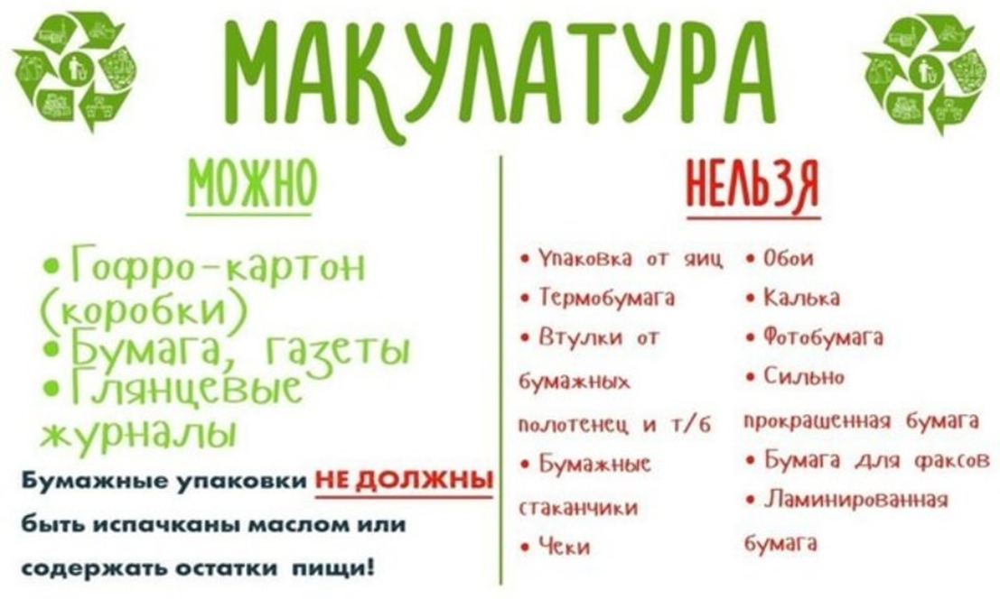 МАКУЛАТУРА
МОЖНО
• Гофро-картон
(коробки)
• Бумага, газеты
• Глянцевые
журналы
Бумажные упаковки НЕ ДОЛЖНЫ
быть испачканы маслом или
содержать остатки пищи!
НЕЛЬЗЯ
• Упаковка от яиц
• Термобумага
• Втулки от
бумажных
полотенец и т/б
• Бумажные
стаканчики
• Чеки
• Обои
• Калька
• Фотобумага
• Сильно
прокрашенная бумага
• Бумага для факсов
• Ламинированная
бумага